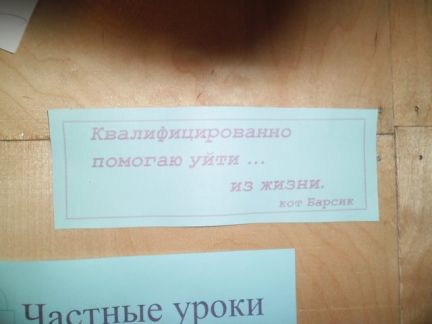 Квалифицированно
помогаю уйти ...
из жизни.
кот Барсик
Частные уроки